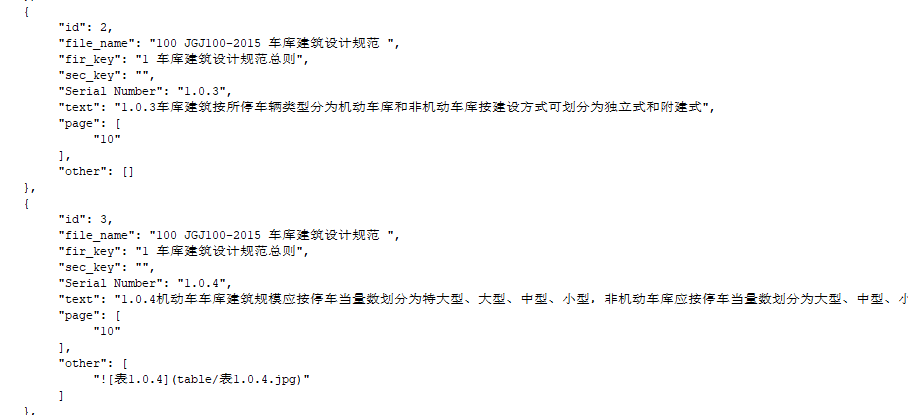 {
"id": 2,
"file_name": "100 JGJ100-2015 车库建筑设计规范 ",
"fir_key": "1 车库建筑设计规范总则",
"sec_key": "",
"Serial Number": "1.0.3",
"text": "1.0.3车库建筑按所停车辆类型分为机动车库和非机动车库按建设方式可划分为独立式和附建式",
"page": [
"10"
],
"other": []
},
{
"id": 3,
"file_name": "100 JGJ100-2015 车库建筑设计规范 ",
"fir_key": "1 车库建筑设计规范总则",
"sec_key": "",
"Serial Number": "1.0.4",
"text": "1.0.4机动车车库建筑规模应按停车当量数划分为特大型、大型、中型、小型，非机动车库应按停车当量数划分为大型、中型、小
"page": [
"10"
],
"other": [
"![表1.0.4](table/表1.0.4.jpg)"
]
},